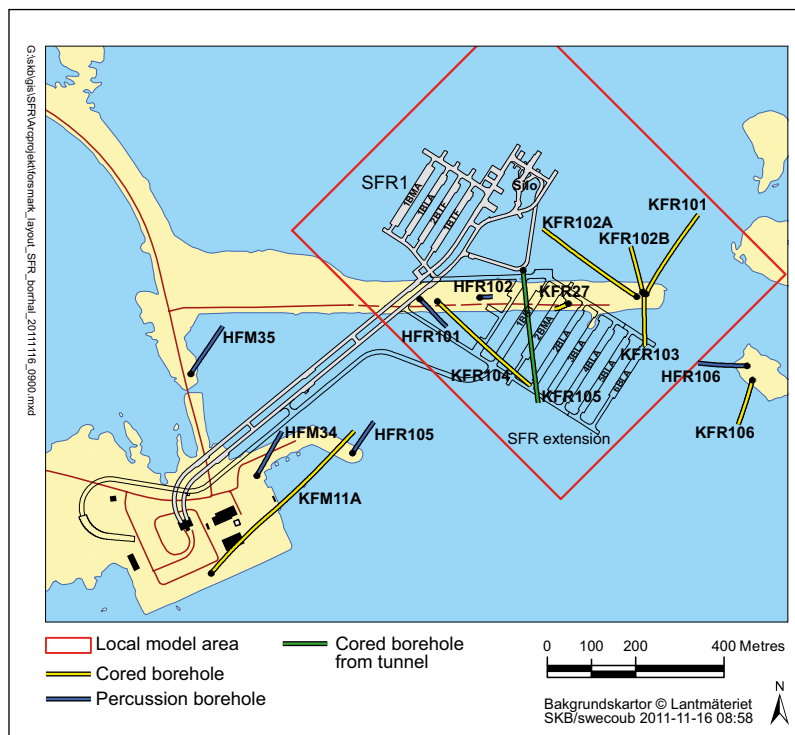 G:\skb\gis\SFR\Arcprojekt\forsmark_layout_SFR_borrhal_20111116_0900.mxd
SFR1
1BMA
1BLA
2BTF
1BTF
Silo
KFR101
KFR102A
KFR102B
HFR102
KFR27
2BMA
2BLA
3BLA
4BLA
5BLA
6BLA
HFM35
HFR101
KFR103
KFR104
HFR106
KFR105
KFR106
SFR extension
HFM34
HFR105
KFM11A
Local model area
Cored borehole
Percussion borehole
Cored borehole
from tunnel
0 100 200 400 Metres
Bakgrundskartor © Lantmäteriet
SKB/swecoub 2011-11-16 08:58
N